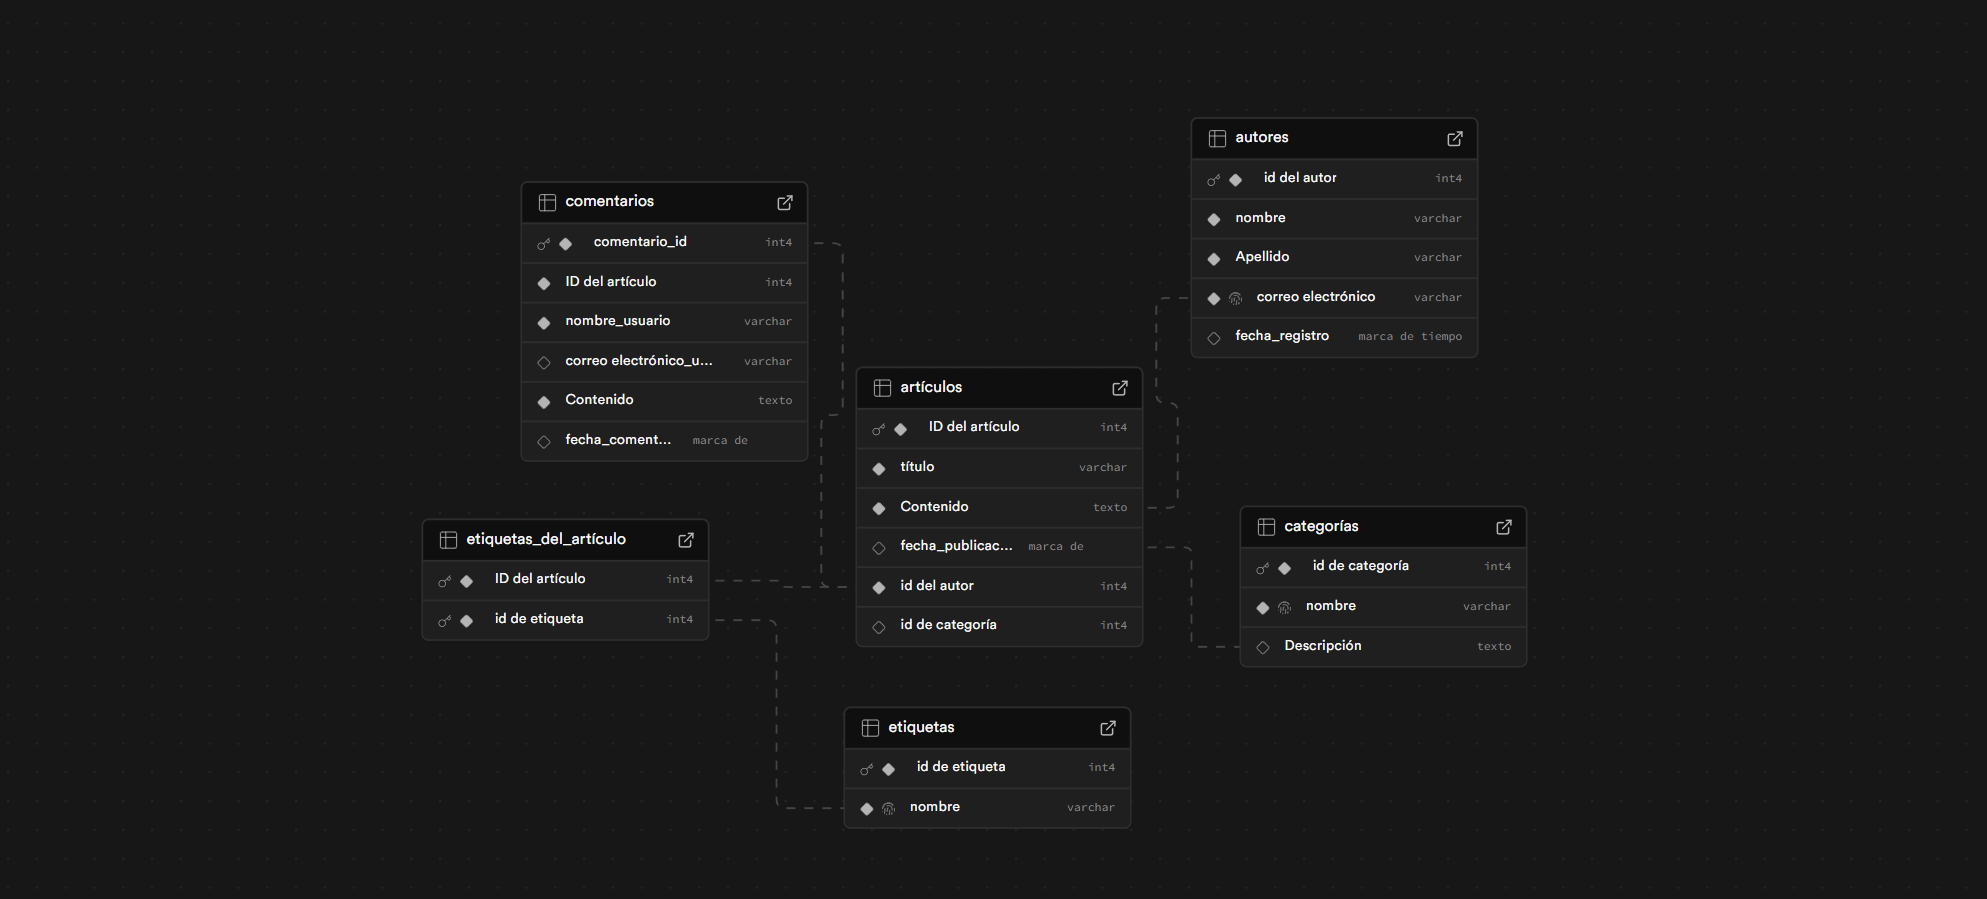 comentarios
comentario_id int4
ID del artículo int4
nombre_usuario varchar
correo electrónico_u... varchar
Contenido texto
fecha_coment... marca de
etiquetas_del_artículo
ID del artículo int4
id de etiqueta int4
artículos
ID del artículo int4
título varchar
Contenido texto
fecha_publicac... marca de
id del autor int4
id de categoría int4
etiquetas
id de etiqueta int4
nombre varchar
autores
id del autor int4
nombre varchar
Apellido varchar
correo electrónico varchar
fecha_registro marca de tiempo
categorías
id de categoría int4
nombre varchar
Descripción texto